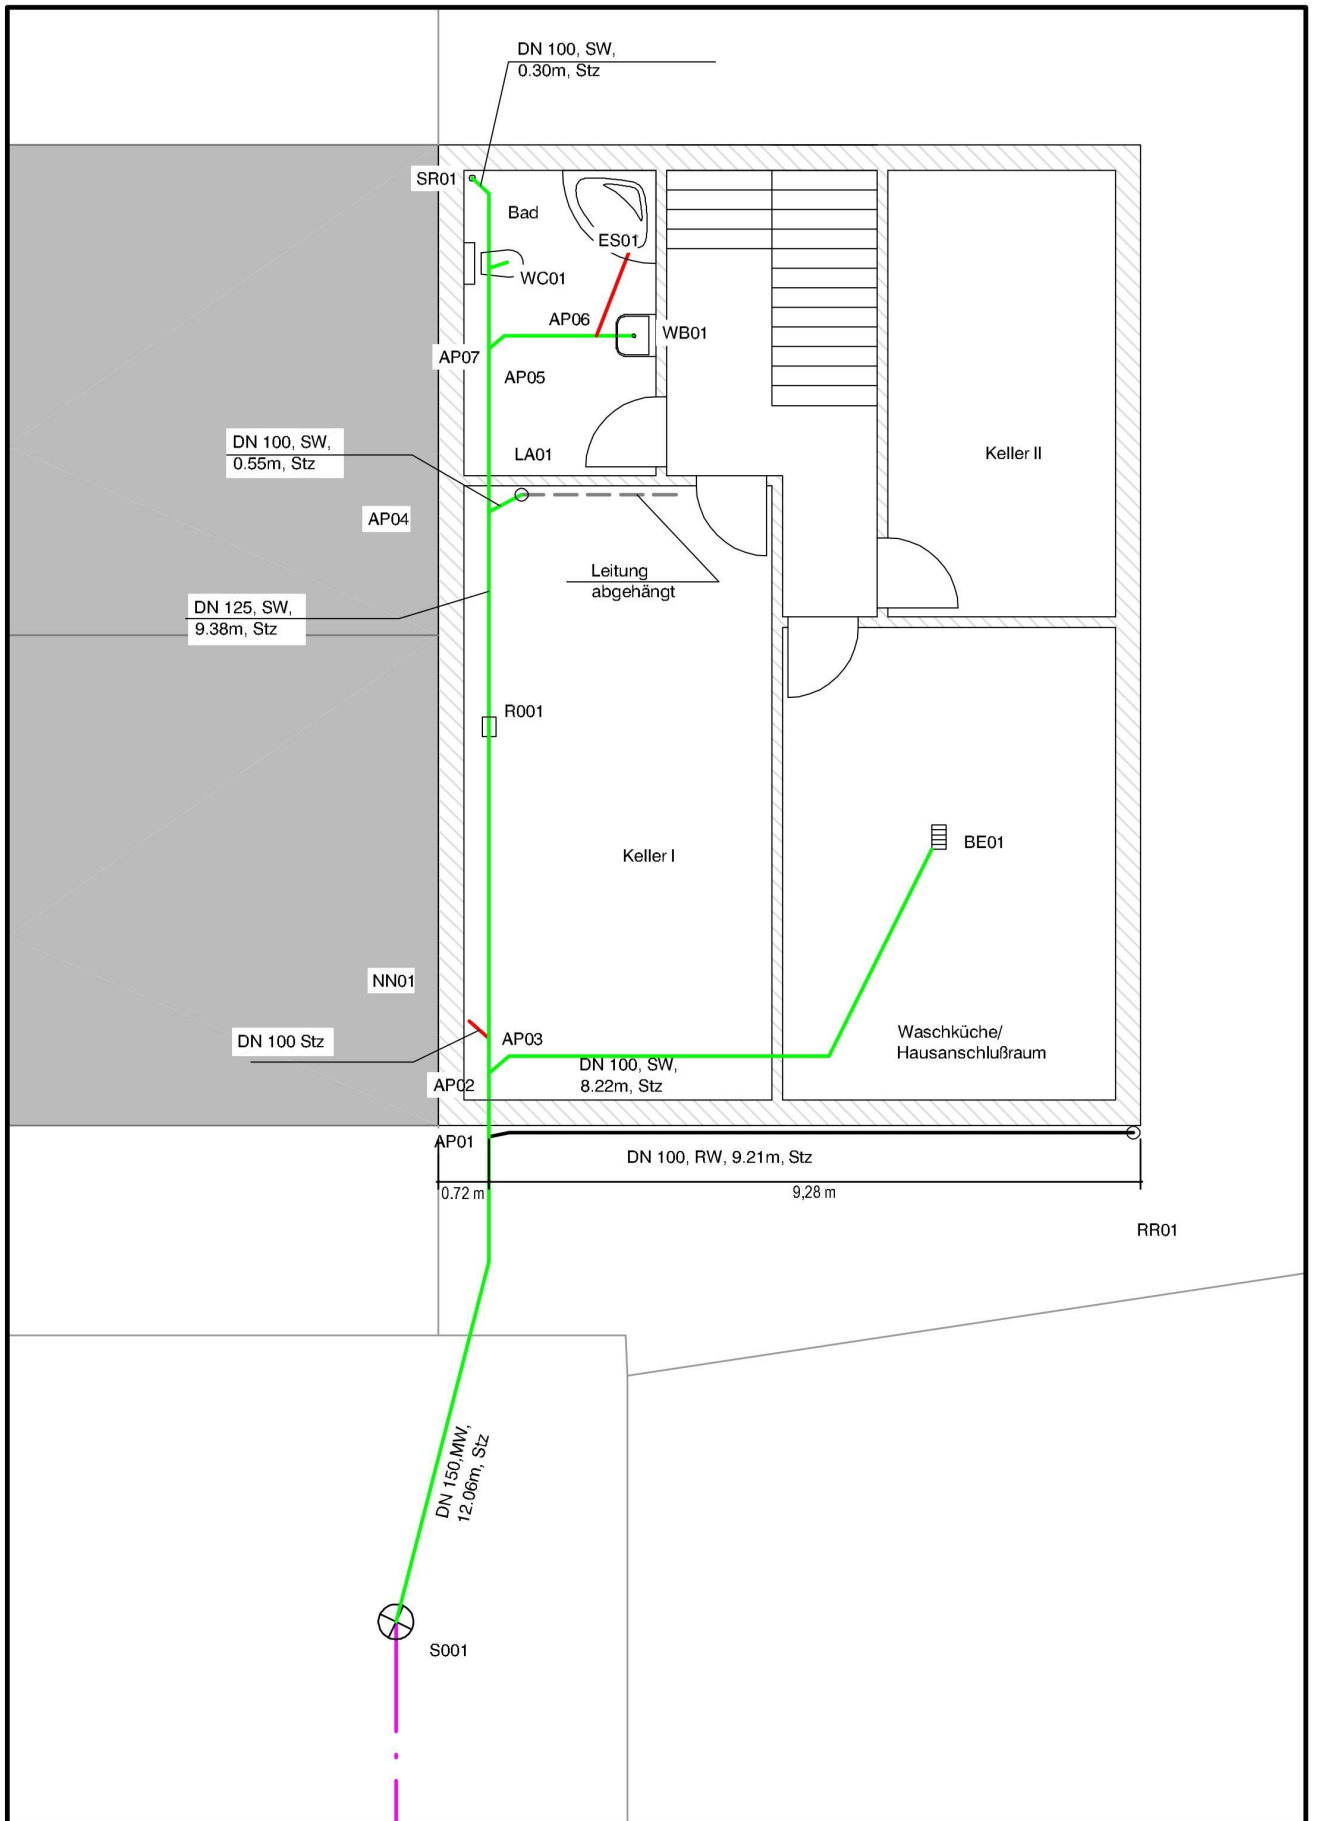 DN 100, SW,
0.30m, Stz
SR01
Bad
ES01
WC01
AP06
WB01
AP07
AP05
DN 100, SW,
0.55m, Stz
LA01
Keller II
AP04
Leitung
abgehängt
DN 125, SW,
9.38m, Stz
R001
Keller I
BE01
NN01
DN 100 Stz
AP03
Waschküche/
Hausanschlußraum
DN 100, SW,
8.22m, Stz
AP02
AP01
DN 100, RW, 9.21m, Stz
0.72 m
9,28 m
RR01
DN 150,MW,
12.06m, Stz
S001